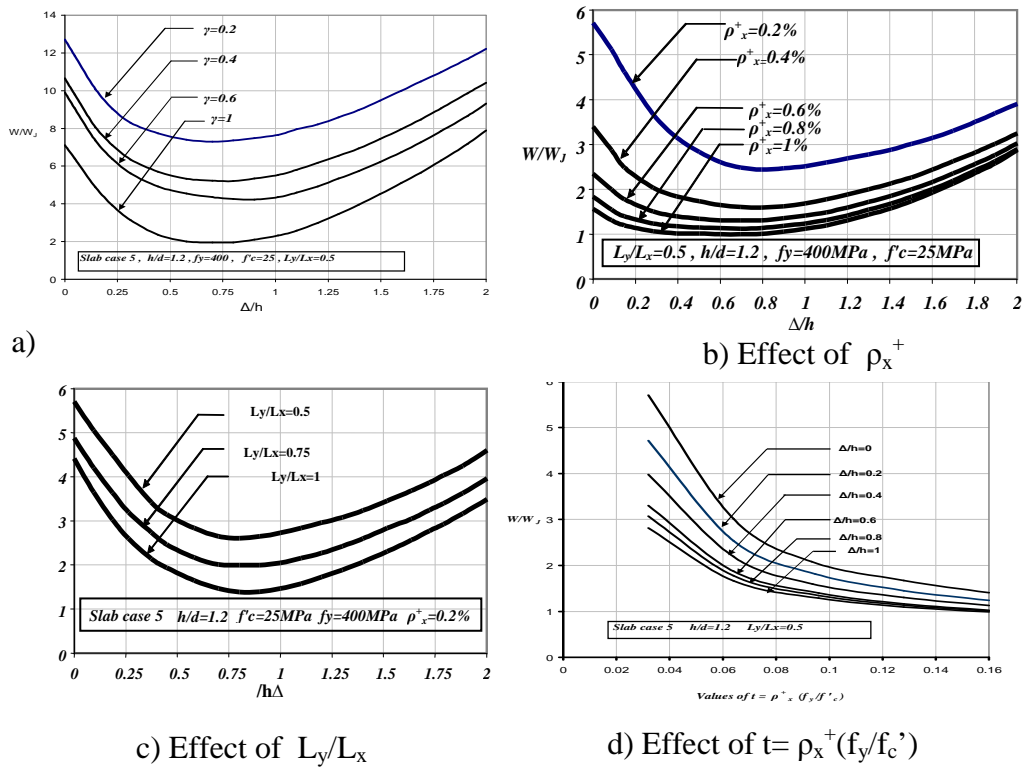 14
12
10
8
6
4
2
0
W/W_J
γ=0.2
γ=0.4
γ=0.6
γ=1
Slab case 5 , h/d=1.2 , fy=400 , f'c=25 , Ly/Lx=0.5
0 0.25 0.5 0.75 1 1.25 1.5 1.75 2
Δ/h
a)
6
5
4
3
2
1
0
W/W_J
ρ⁺ₓ=0.2%
ρ⁺ₓ=0.4%
ρ⁺ₓ=0.6%
ρ⁺ₓ=0.8%
ρ⁺ₓ=1%
L_y/Lₓ=0.5 , h/d=1.2 , fy=400MPa , f'c=25MPa
0 0.2 0.4 0.6 0.8 1 1.2 1.4 1.6 1.8 2
Δ/h
b) Effect of ρₓ⁺
6
5
4
3
2
1
0
Ly/Lx=0.5
Ly/Lx=0.75
Ly/Lx=1
Slab case 5 h/d=1.2 f'c=25MPa fy=400MPa ρ⁺ₓ=0.2%
0 0.25 0.5 0.75 1 1.25 1.5 1.75 2
/hΔ
c) Effect of L_y/Lₓ
6
5
4
3
2
1
0
W/W_J
Δ/h=0
Δ/h=0.2
Δ/h=0.4
Δ/h=0.6
Δ/h=0.8
Δ/h=1
Slab case 5 h/d=1.2 Ly/Lx=0.5
0 0.02 0.04 0.06 0.08 0.1 0.12 0.14 0.16
Values of t = ρ⁺ₓ (f_y/f'_c)
d) Effect of t= ρₓ⁺(f_y/f_c’)